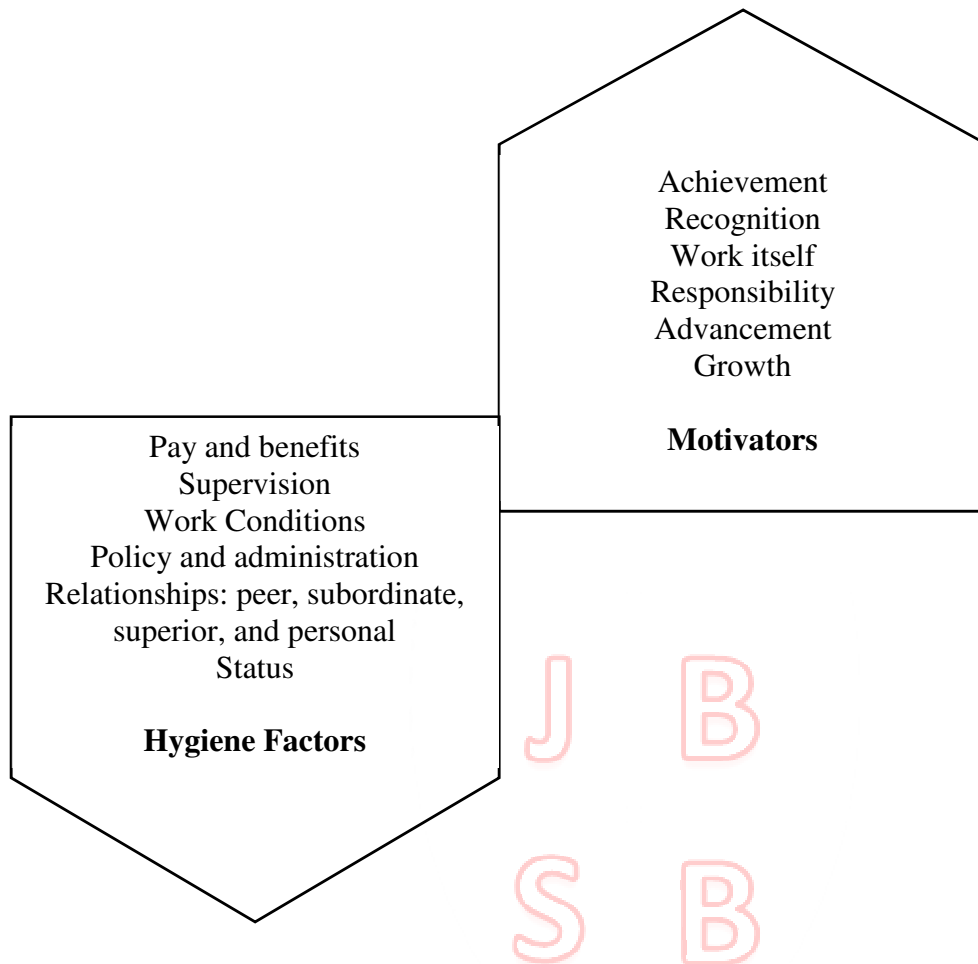 Achievement
Recognition
Work itself
Responsibility
Advancement
Growth
Motivators
Pay and benefits
Supervision
Work Conditions
Policy and administration
Relationships: peer, subordinate,
superior, and personal
Status
Hygiene Factors
J B
S B